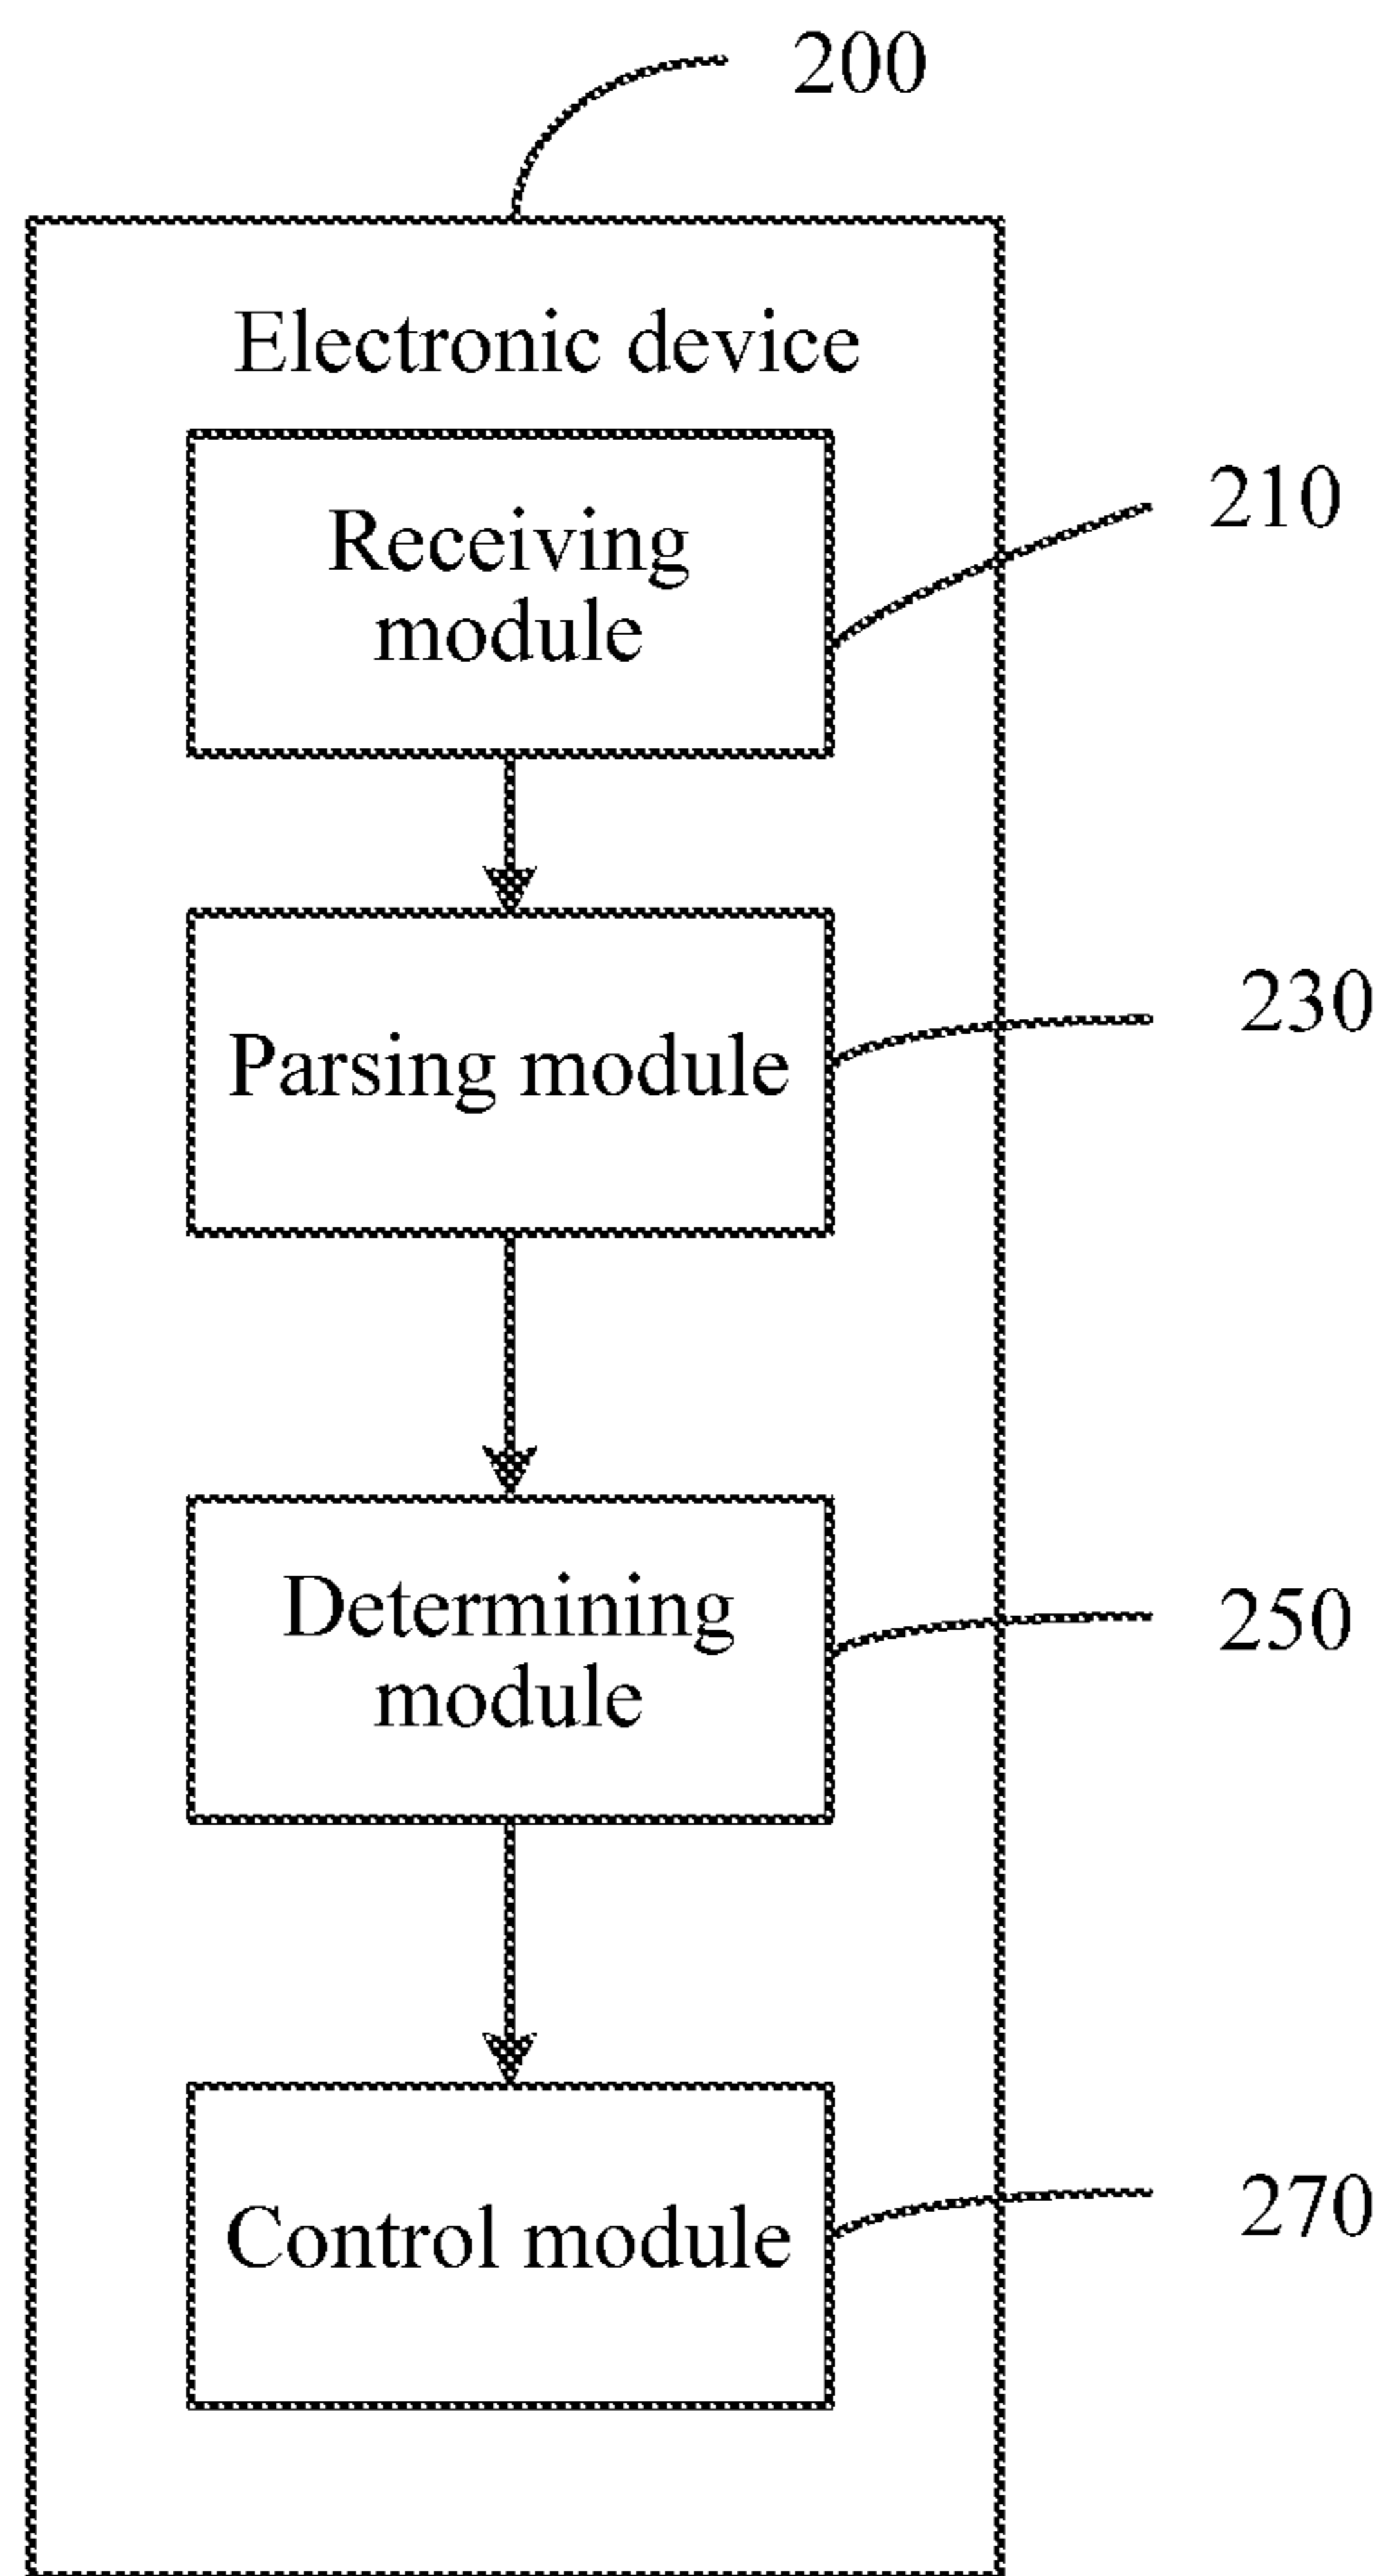 200
Electronic device
Receiving
module
210
Parsing module
230
Determining
module
250
Control module
270